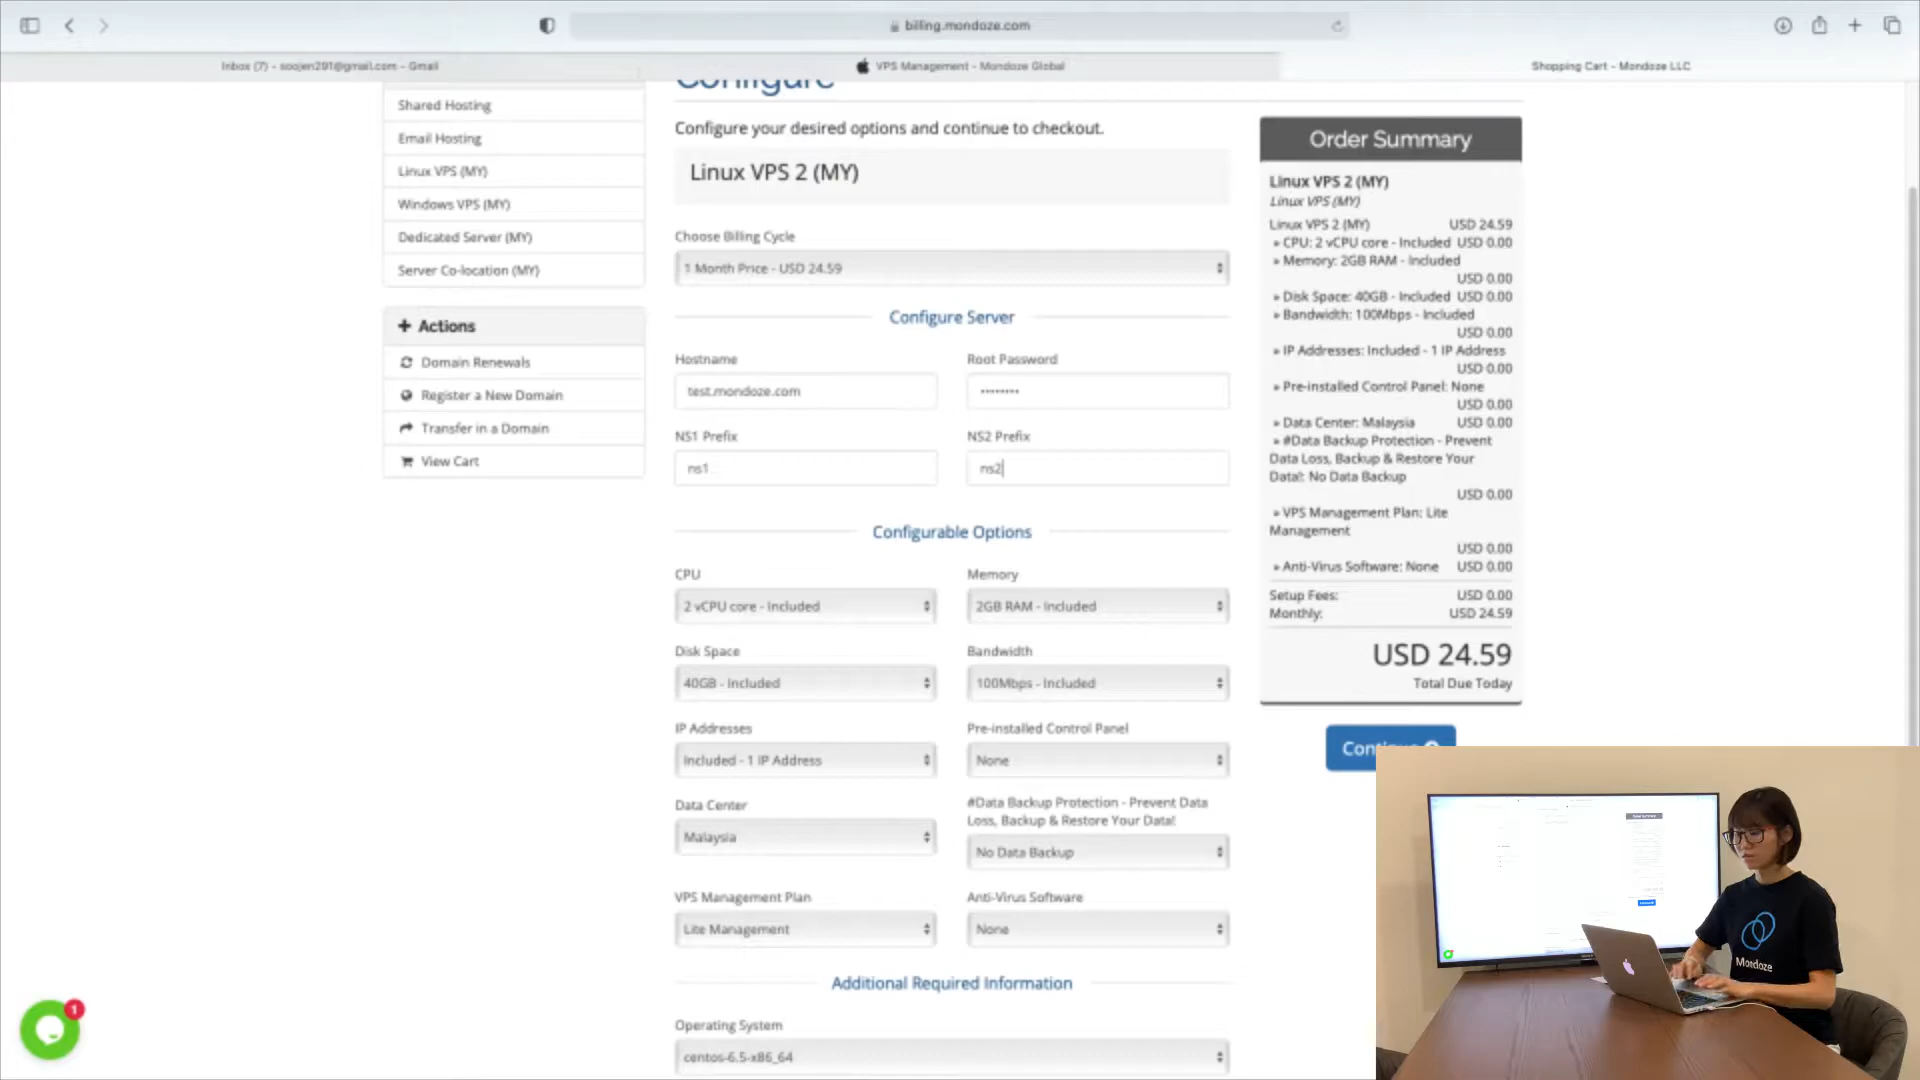 billing.mondoze.com
Inbox (7) - soojen291@gmail.com - Gmail
VPS Management - Mondoze Global
Shopping Cart - Mondoze LLC
Configure
Shared Hosting
Email Hosting
Linux VPS (MY)
Windows VPS (MY)
Dedicated Server (MY)
Server Co-location (MY)
Actions
Domain Renewals
Register a New Domain
Transfer in a Domain
View Cart
Configure your desired options and continue to checkout.
Linux VPS 2 (MY)
Choose Billing Cycle
1 Month Price - USD 24.59
Configure Server
Hostname
Root Password
test.mondoze.com
••••••••
NS1 Prefix
NS2 Prefix
ns1
ns2
Configurable Options
CPU
Memory
2 vCPU core - Included
2GB RAM - Included
Disk Space
Bandwidth
40GB - Included
100Mbps - Included
IP Addresses
Pre-installed Control Panel
Included - 1 IP Address
None
Data Center
#Data Backup Protection - Prevent Data
Loss, Backup & Restore Your Data!
Malaysia
No Data Backup
VPS Management Plan
Anti-Virus Software
Lite Management
None
Additional Required Information
Operating System
centos-6.5-x86_64
Order Summary
Linux VPS 2 (MY)
Linux VPS (MY)
Linux VPS 2 (MY) USD 24.59
» CPU: 2 vCPU core - Included USD 0.00
» Memory: 2GB RAM - Included
USD 0.00
» Disk Space: 40GB - Included USD 0.00
» Bandwidth: 100Mbps - Included
USD 0.00
» IP Addresses: Included - 1 IP Address
USD 0.00
» Pre-installed Control Panel: None
USD 0.00
» Data Center: Malaysia USD 0.00
» #Data Backup Protection - Prevent
Data Loss, Backup & Restore Your
Data!: No Data Backup
USD 0.00
» VPS Management Plan: Lite
Management
USD 0.00
» Anti-Virus Software: None USD 0.00
Setup Fees: USD 0.00
Monthly: USD 24.59
USD 24.59
Total Due Today
Continue
1
Mondoze